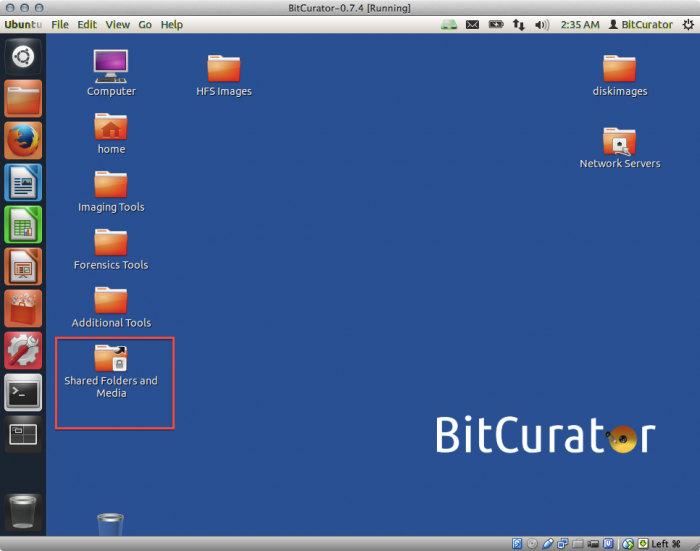 BitCurator-0.7.4 [Running]
Ubuntu File Edit View Go Help 2:35 AM BitCurator
Computer
HFS Images
diskimages
home
Network Servers
Imaging Tools
Forensics Tools
Additional Tools
Shared Folders and
Media
BitCurator
Left ⌘